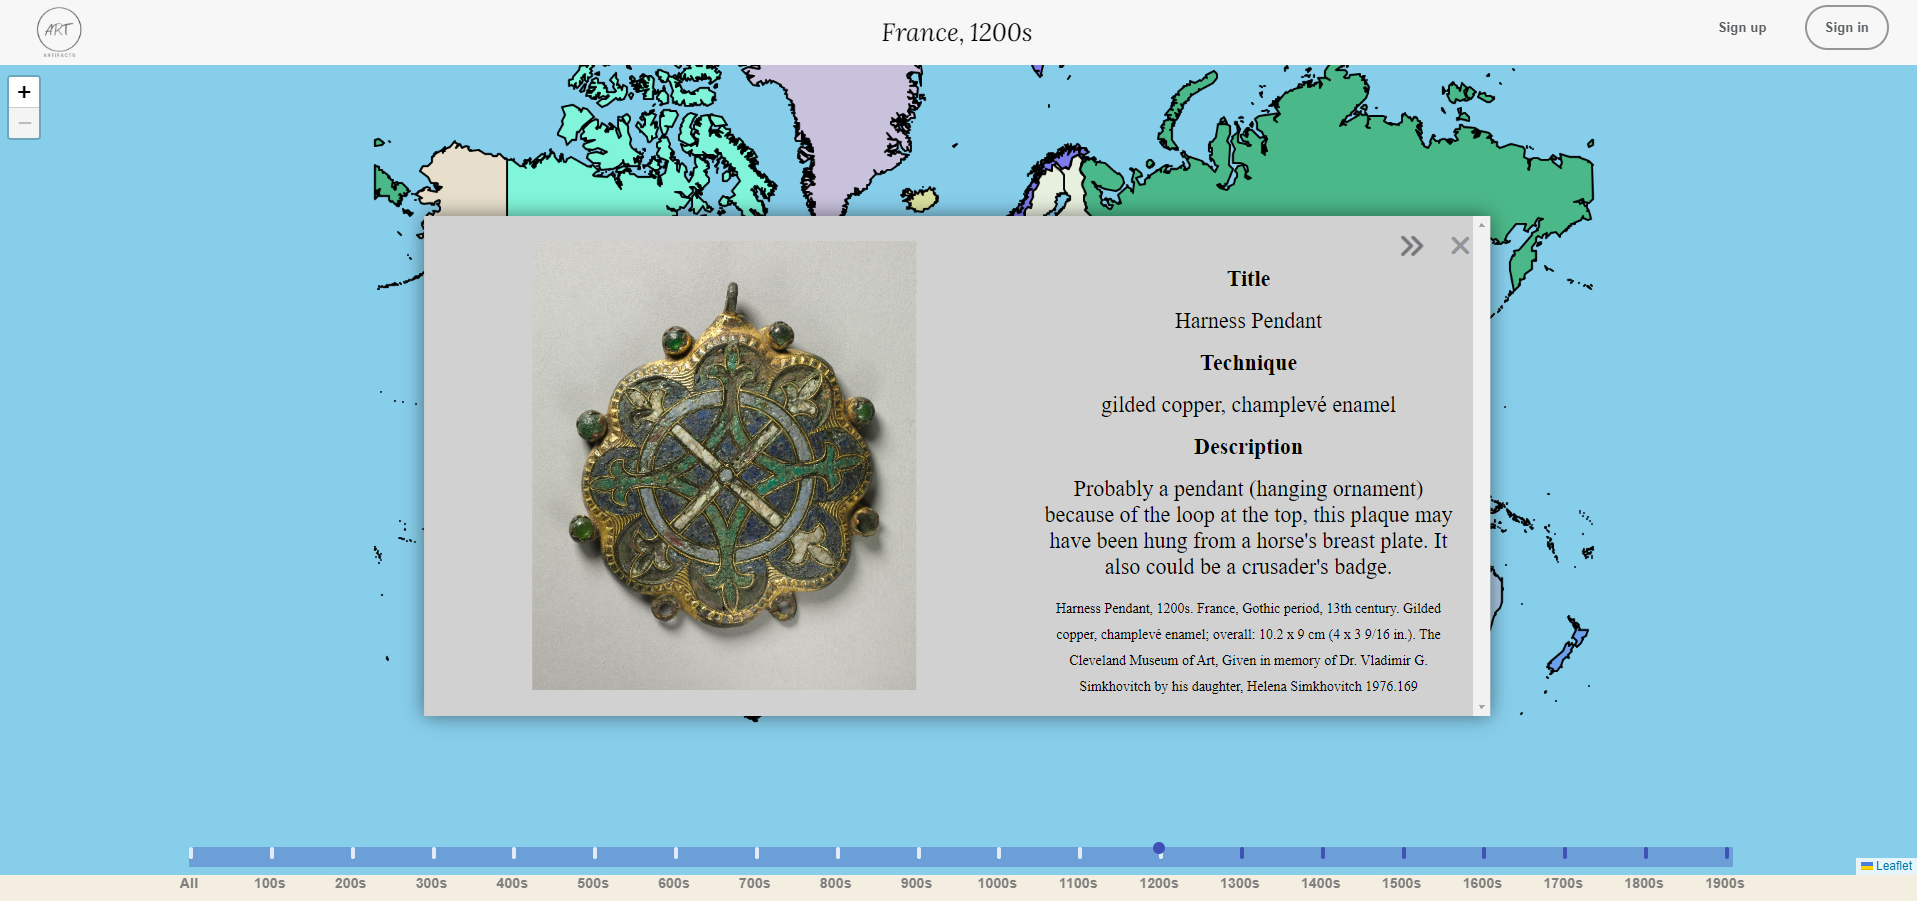 ART
ARTIFACTS
France, 1200s
Sign up
Sign in
+
−
Title
Harness Pendant
Technique
gilded copper, champlevé enamel
Description
Probably a pendant (hanging ornament)
because of the loop at the top, this plaque may
have been hung from a horse's breast plate. It
also could be a crusader's badge.
Harness Pendant, 1200s. France, Gothic period, 13th century. Gilded
copper, champlevé enamel; overall: 10.2 x 9 cm (4 x 3 9/16 in.). The
Cleveland Museum of Art, Given in memory of Dr. Vladimir G.
Simkhovitch by his daughter, Helena Simkhovitch 1976.169
Leaflet
All 100s 200s 300s 400s 500s 600s 700s 800s 900s 1000s 1100s 1200s 1300s 1400s 1500s 1600s 1700s 1800s 1900s